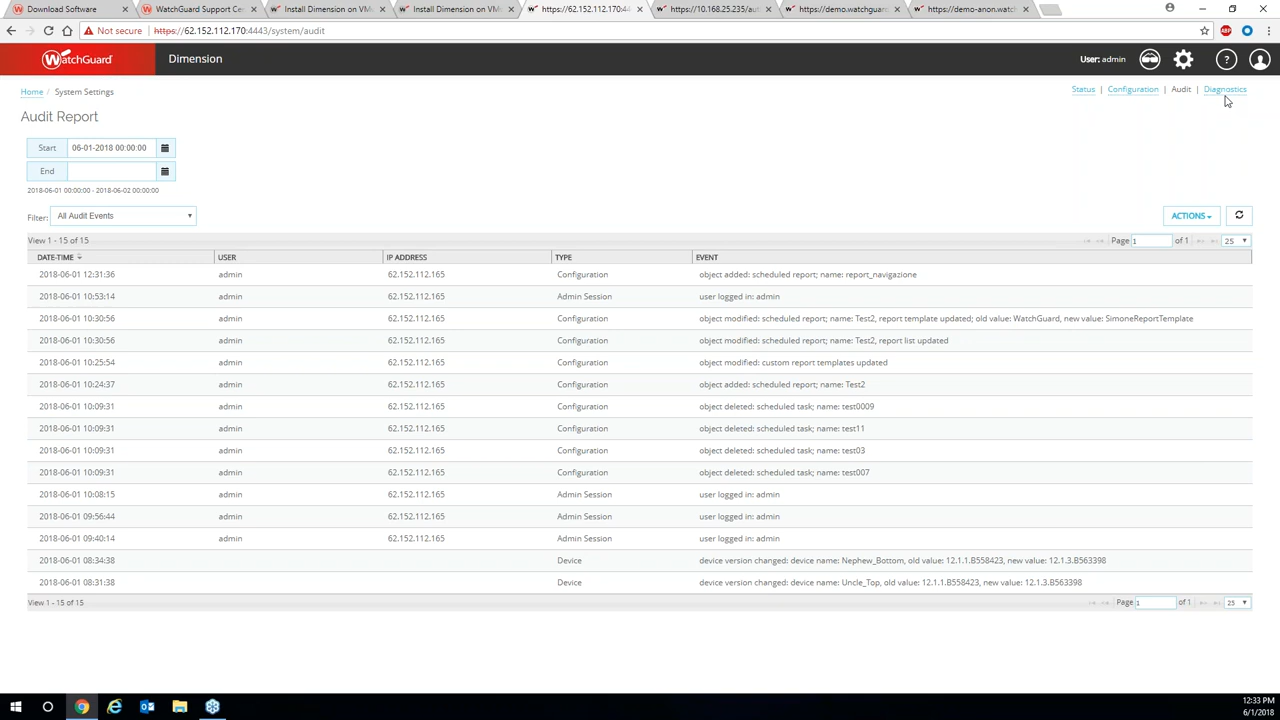 Download Software
WatchGuard Support Ce
Install Dimension on VM
Install Dimension on VM
https://62.152.112.170:4
https://10.168.25.235/au
https://demo.watchguard
https://demo-anon.watch
Not secure | https://62.152.112.170:4443/system/audit
WatchGuard
Dimension
User: admin
Home / System Settings
Status | Configuration | Audit | Diagnostics
Audit Report
Start 06-01-2018 00:00:00
End
2018-06-01 00:00:00 - 2018-06-02 00:00:00
Filter: All Audit Events
ACTIONS
View 1 - 15 of 15
Page 1 of 1 25
DATE-TIME USER IP ADDRESS TYPE EVENT
2018-06-01 12:31:36 admin 62.152.112.165 Configuration object added: scheduled report; name: report_navigazione
2018-06-01 10:53:14 admin 62.152.112.165 Admin Session user logged in: admin
2018-06-01 10:30:56 admin 62.152.112.165 Configuration object modified: scheduled report; name: Test2, report template updated; old value: WatchGuard, new value: SimoneReportTemplate
2018-06-01 10:30:56 admin 62.152.112.165 Configuration object modified: scheduled report; name: Test2, report list updated
2018-06-01 10:25:54 admin 62.152.112.165 Configuration object modified: custom report templates updated
2018-06-01 10:24:37 admin 62.152.112.165 Configuration object added: scheduled report; name: Test2
2018-06-01 10:09:31 admin 62.152.112.165 Configuration object deleted: scheduled task; name: test0009
2018-06-01 10:09:31 admin 62.152.112.165 Configuration object deleted: scheduled task; name: test11
2018-06-01 10:09:31 admin 62.152.112.165 Configuration object deleted: scheduled task; name: test03
2018-06-01 10:09:31 admin 62.152.112.165 Configuration object deleted: scheduled task; name: test007
2018-06-01 10:08:15 admin 62.152.112.165 Admin Session user logged in: admin
2018-06-01 09:56:44 admin 62.152.112.165 Admin Session user logged in: admin
2018-06-01 09:40:14 admin 62.152.112.165 Admin Session user logged in: admin
2018-06-01 08:34:38 Device device version changed: device name: Nephew_Bottom, old value: 12.1.1.B558423, new value: 12.1.3.B563398
2018-06-01 08:31:38 Device device version changed: device name: Uncle_Top, old value: 12.1.1.B558423, new value: 12.1.3.B563398
View 1 - 15 of 15
Page 1 of 1 25
12:33 PM
6/1/2018